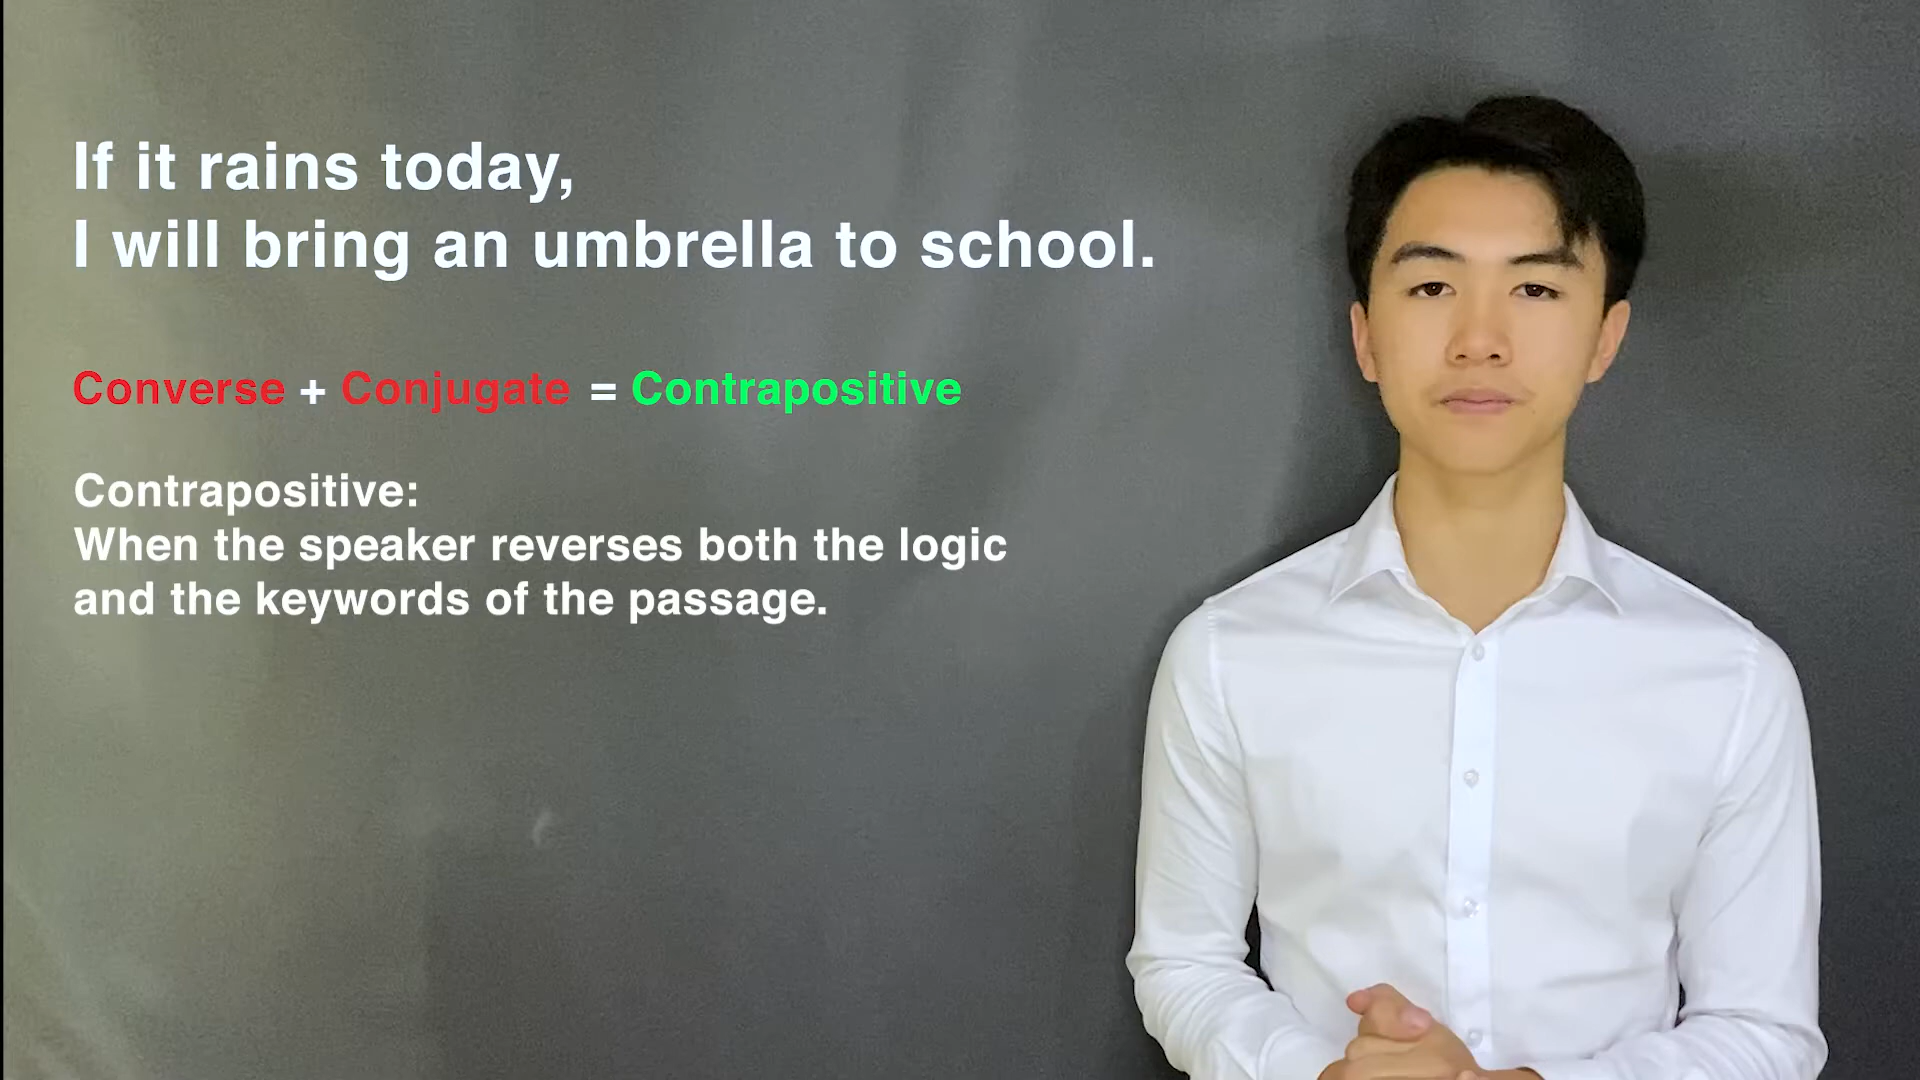 If it rains today,
I will bring an umbrella to school.
Converse + Conjugate = Contrapositive
Contrapositive:
When the speaker reverses both the logic
and the keywords of the passage.